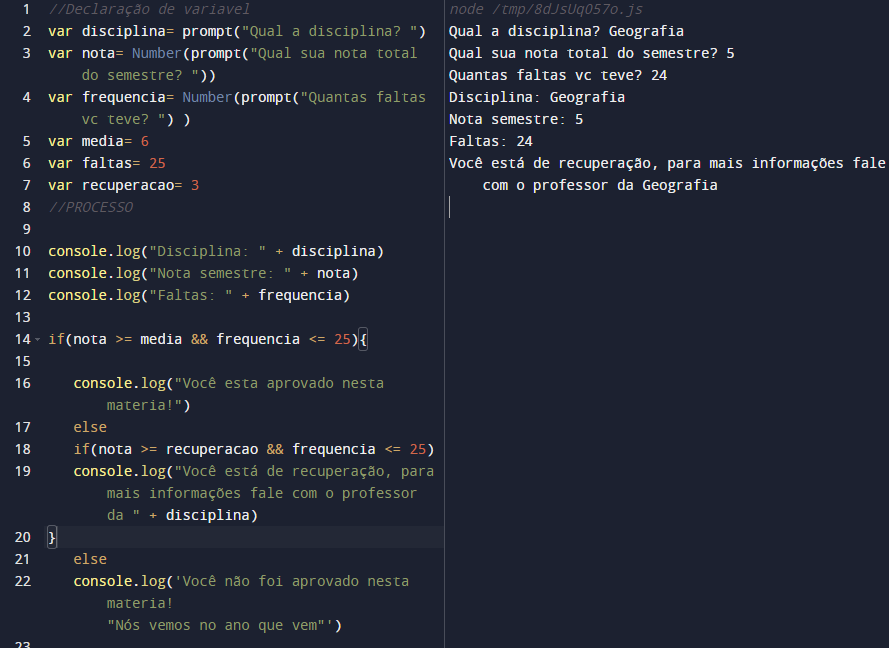 1 //Declaração de variavel
2 var disciplina= prompt("Qual a disciplina? ")
3 var nota= Number(prompt("Qual sua nota total
do semestre? "))
4 var frequencia= Number(prompt("Quantas faltas
vc teve? ") )
5 var media= 6
6 var faltas= 25
7 var recuperacao= 3
8 //PROCESSO
9
10 console.log("Disciplina: " + disciplina)
11 console.log("Nota semestre: " + nota)
12 console.log("Faltas: " + frequencia)
13
14 if(nota >= media && frequencia <= 25){
15
16 console.log("Você esta aprovado nesta
materia!")
17 else
18 if(nota >= recuperacao && frequencia <= 25)
19 console.log("Você está de recuperação, para
mais informações fale com o professor
da " + disciplina)
20 }
21 else
22 console.log('Você não foi aprovado nesta
materia!
"Nós vemos no ano que vem"')
23
node /tmp/8dJsUqO57o.js
Qual a disciplina? Geografia
Qual sua nota total do semestre? 5
Quantas faltas vc teve? 24
Disciplina: Geografia
Nota semestre: 5
Faltas: 24
Você está de recuperação, para mais informações fale
com o professor da Geografia